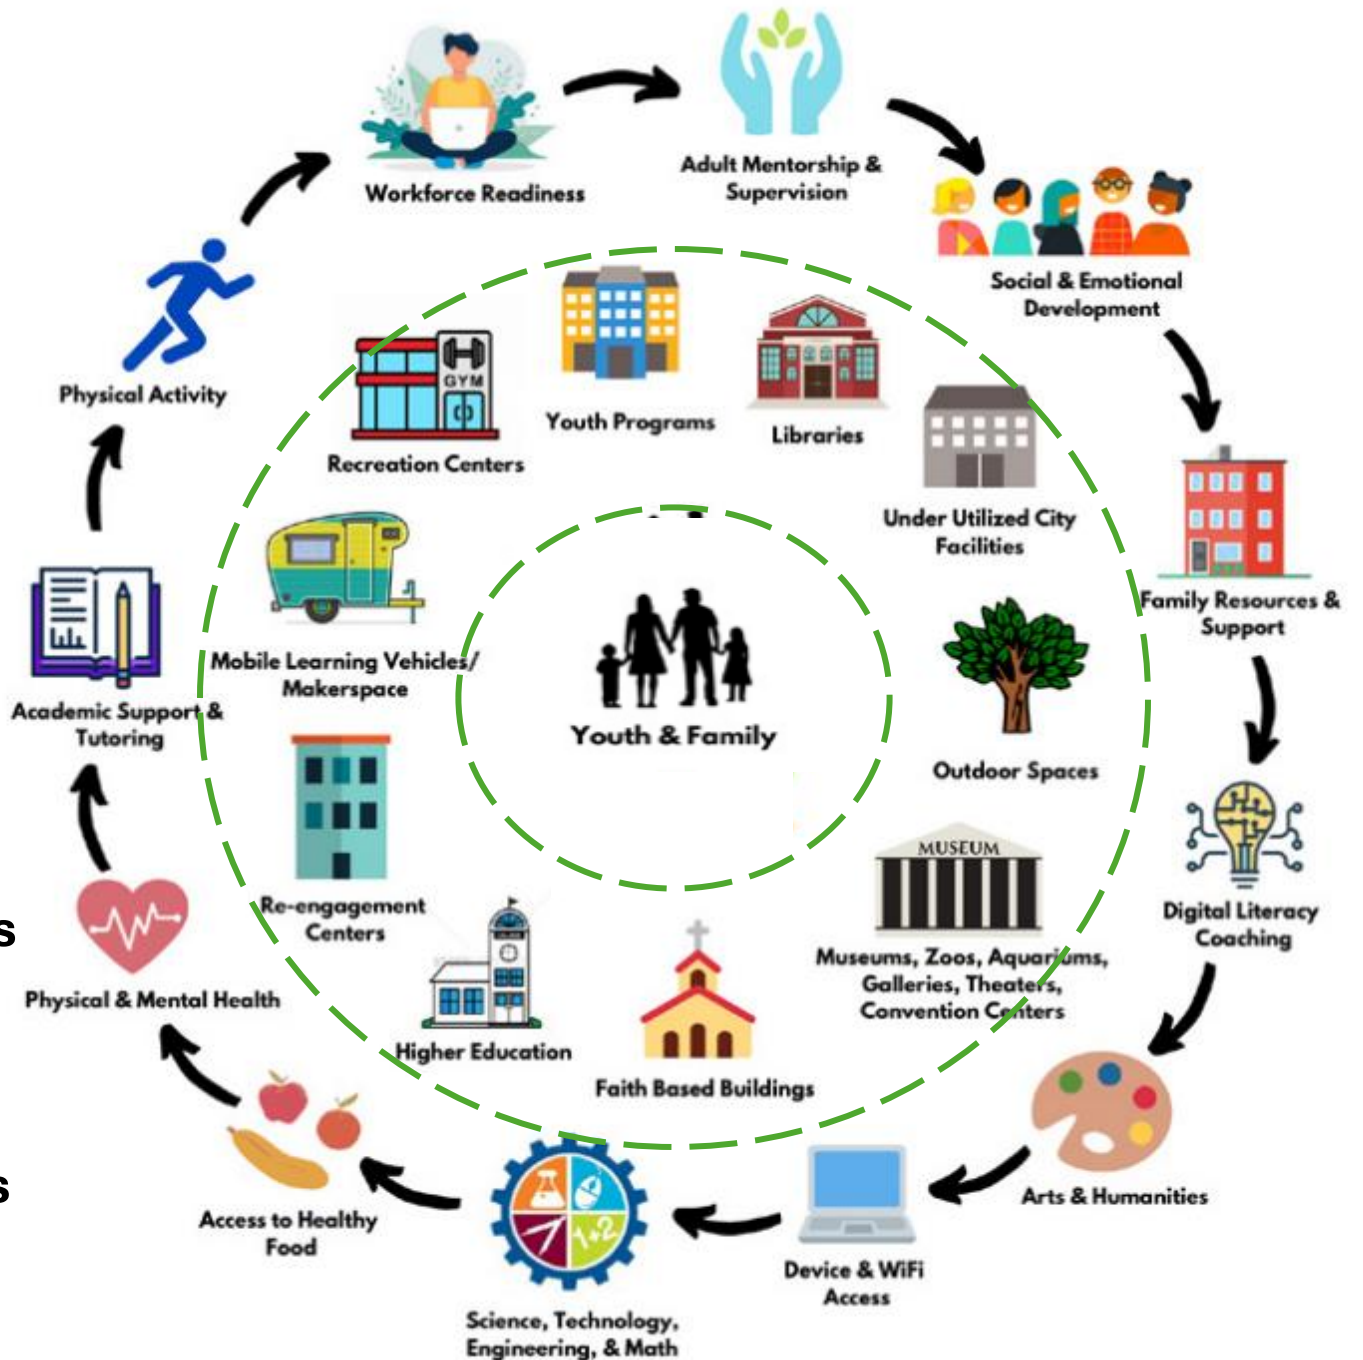 Workforce Readiness
Adult Mentorship &
Supervision
Social & Emotional
Development
Physical Activity
GYM
Recreation Centers
Youth Programs
Libraries
Under Utilized City
Facilities
Family Resources &
Support
Mobile Learning Vehicles/
Makerspace
Academic Support &
Tutoring
Youth & Family
Outdoor Spaces
MUSEUM
Museums, Zoos, Aquariums,
Galleries, Theaters,
Convention Centers
Digital Literacy
Coaching
Re-engagement
Centers
s
Physical & Mental Health
Higher Education
Faith Based Buildings
Arts & Humanities
s
Access to Healthy
Food
1+2
Device & WiFi
Access
Science, Technology,
Engineering, & Math